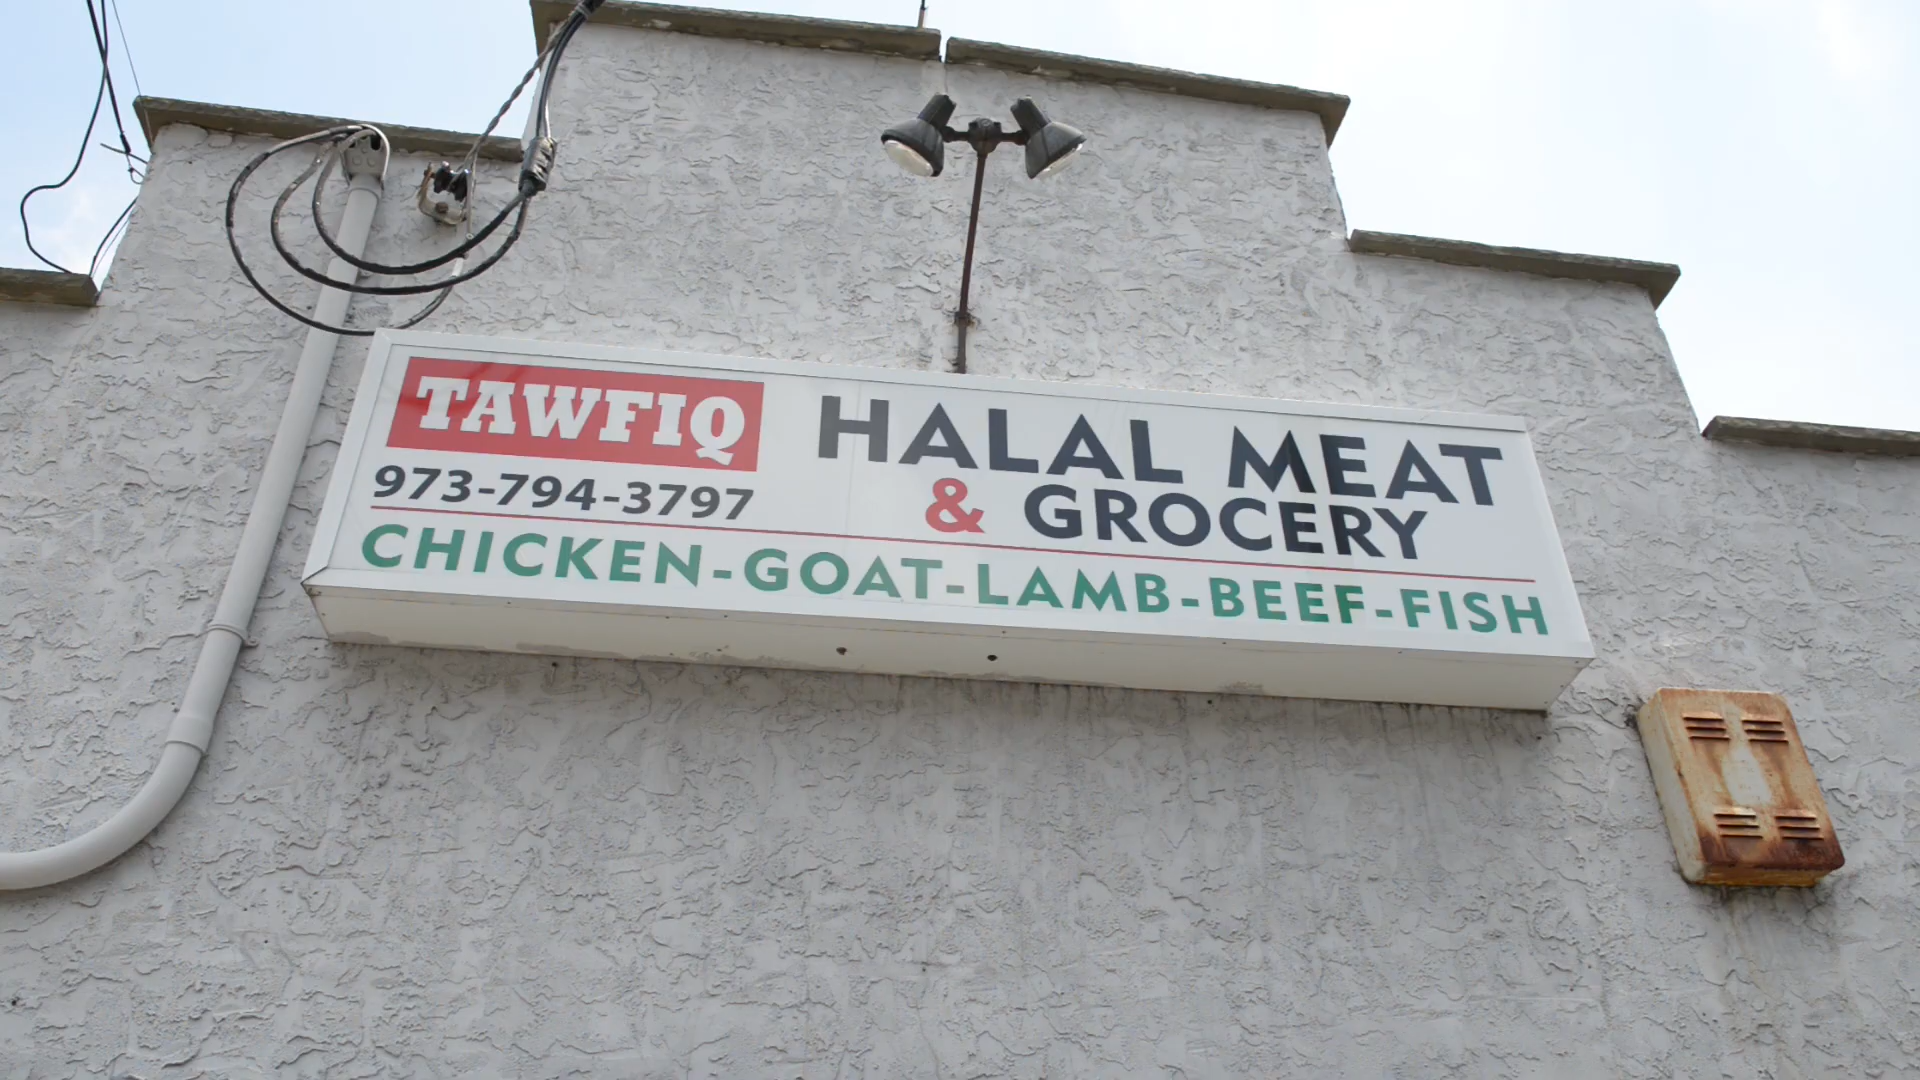 TAWFIQ
973-794-3797
HALAL MEAT
& GROCERY
CHICKEN-GOAT-LAMB-BEEF-FISH